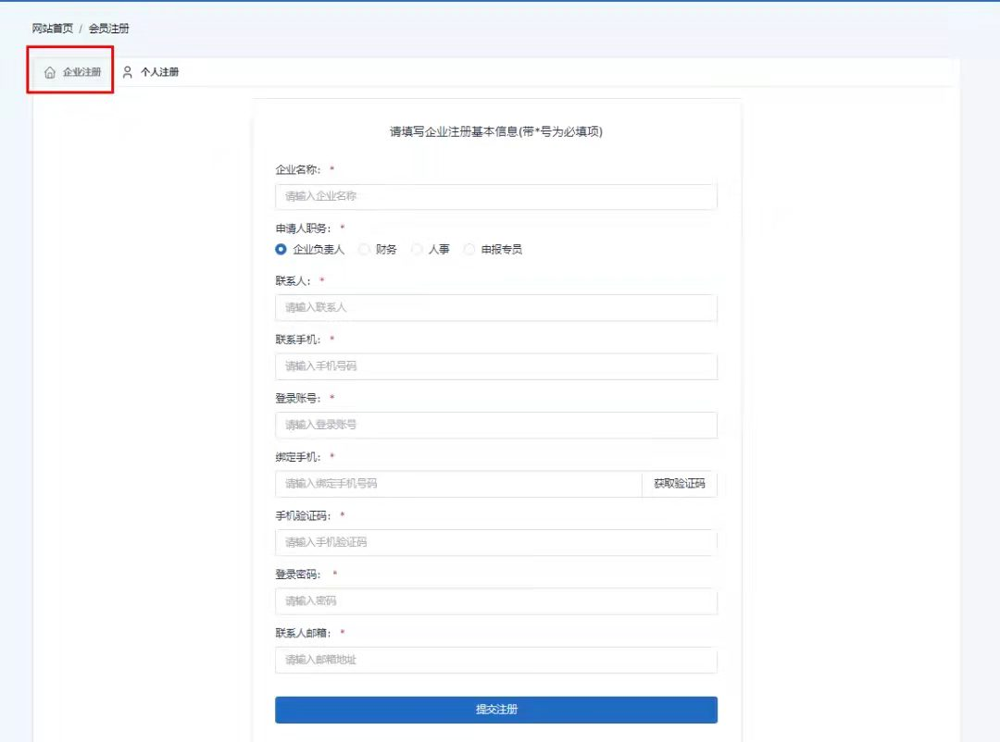 网站首页 / 会员注册
企业注册 个人注册
请填写企业注册基本信息(带*号为必填项)
企业名称: *
请输入企业名称
申请人职务: *
企业负责人 财务 人事 申报专员
联系人: *
请输入联系人
联系手机: *
请输入手机号码
登录账号: *
请输入登录账号
绑定手机: *
请输入绑定手机号码 获取验证码
手机验证码: *
请输入手机验证码
登录密码: *
请输入密码
联系人邮箱: *
请输入邮箱地址
提交注册